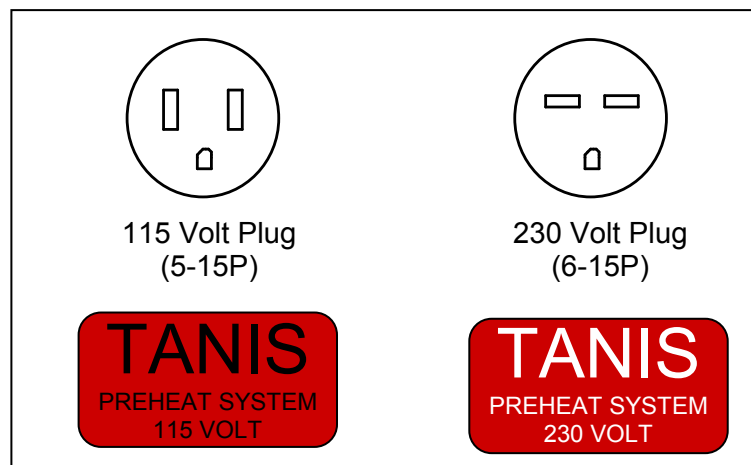 115 Volt Plug
(5-15P)
230 Volt Plug
(6-15P)
TANIS
PREHEAT SYSTEM
115 VOLT
TANIS
PREHEAT SYSTEM
230 VOLT